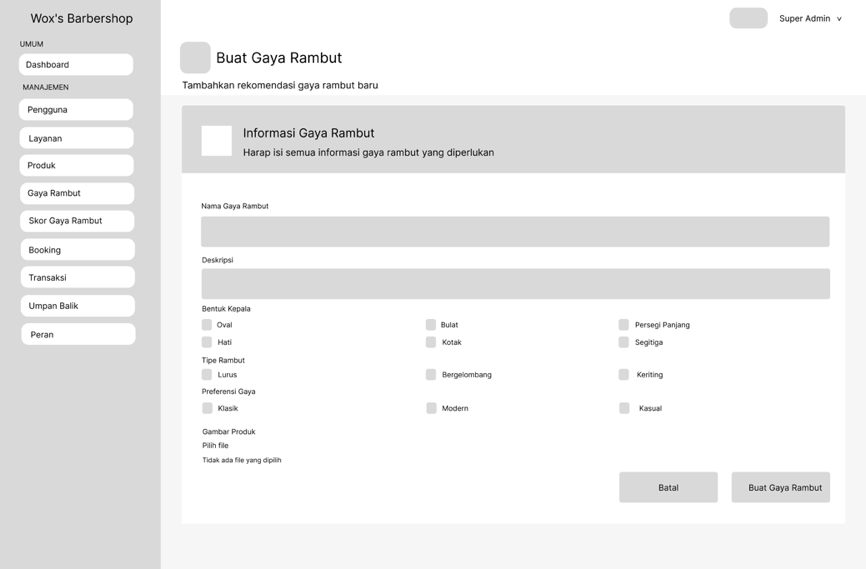 Wox's Barbershop
UMUM
Dashboard
MANAJEMEN
Pengguna
Layanan
Produk
Gaya Rambut
Skor Gaya Rambut
Booking
Transaksi
Umpan Balik
Peran
Super Admin v
Buat Gaya Rambut
Tambahkan rekomendasi gaya rambut baru
Informasi Gaya Rambut
Harap isi semua informasi gaya rambut yang diperlukan
Nama Gaya Rambut
Deskripsi
Bentuk Kepala
Oval Bulat Persegi Panjang
Hati Kotak Segitiga
Tipe Rambut
Lurus Bergelombang Keriting
Preferensi Gaya
Klasik Modern Kasual
Gambar Produk
Pilih file
Tidak ada file yang dipilih
Batal Buat Gaya Rambut